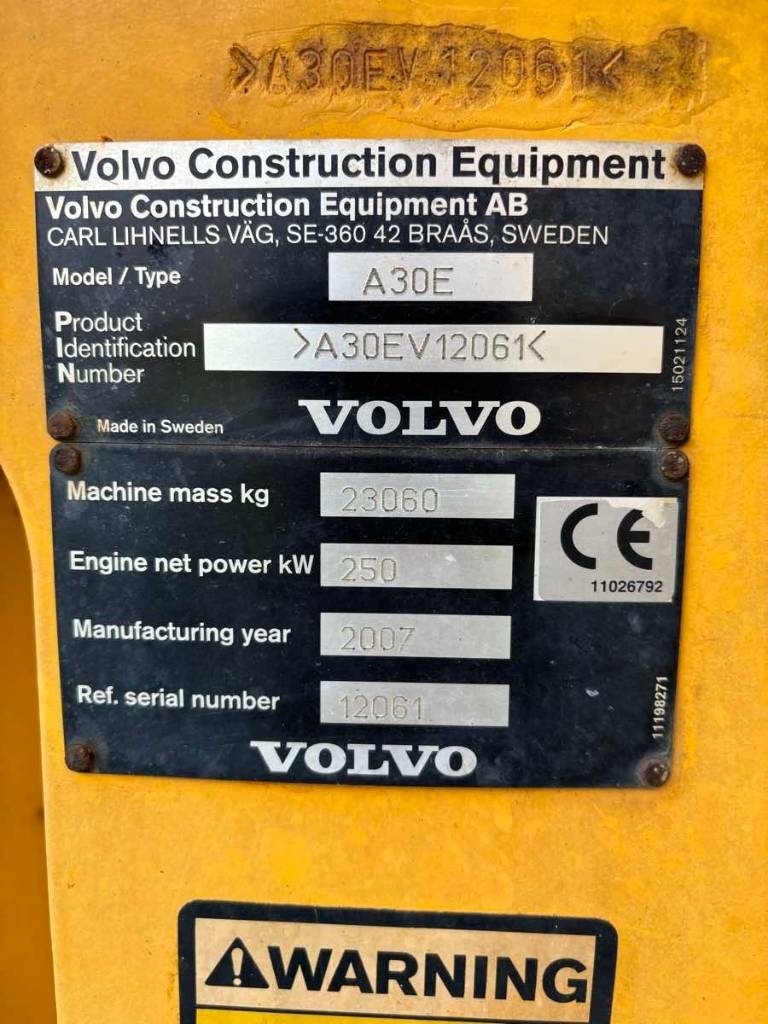 >A30EV12061<
Volvo Construction Equipment
Volvo Construction Equipment AB
CARL LIHNELLS VÄG, SE-360 42 BRAÅS, SWEDEN
Model / Type A30E
Product
Identification >A30EV12061<
Number
15021124
Made in Sweden VOLVO
Machine mass kg 23060
CE
Engine net power kW 250
11026792
Manufacturing year 2007
Ref. serial number 12061
11198271
VOLVO
WARNING